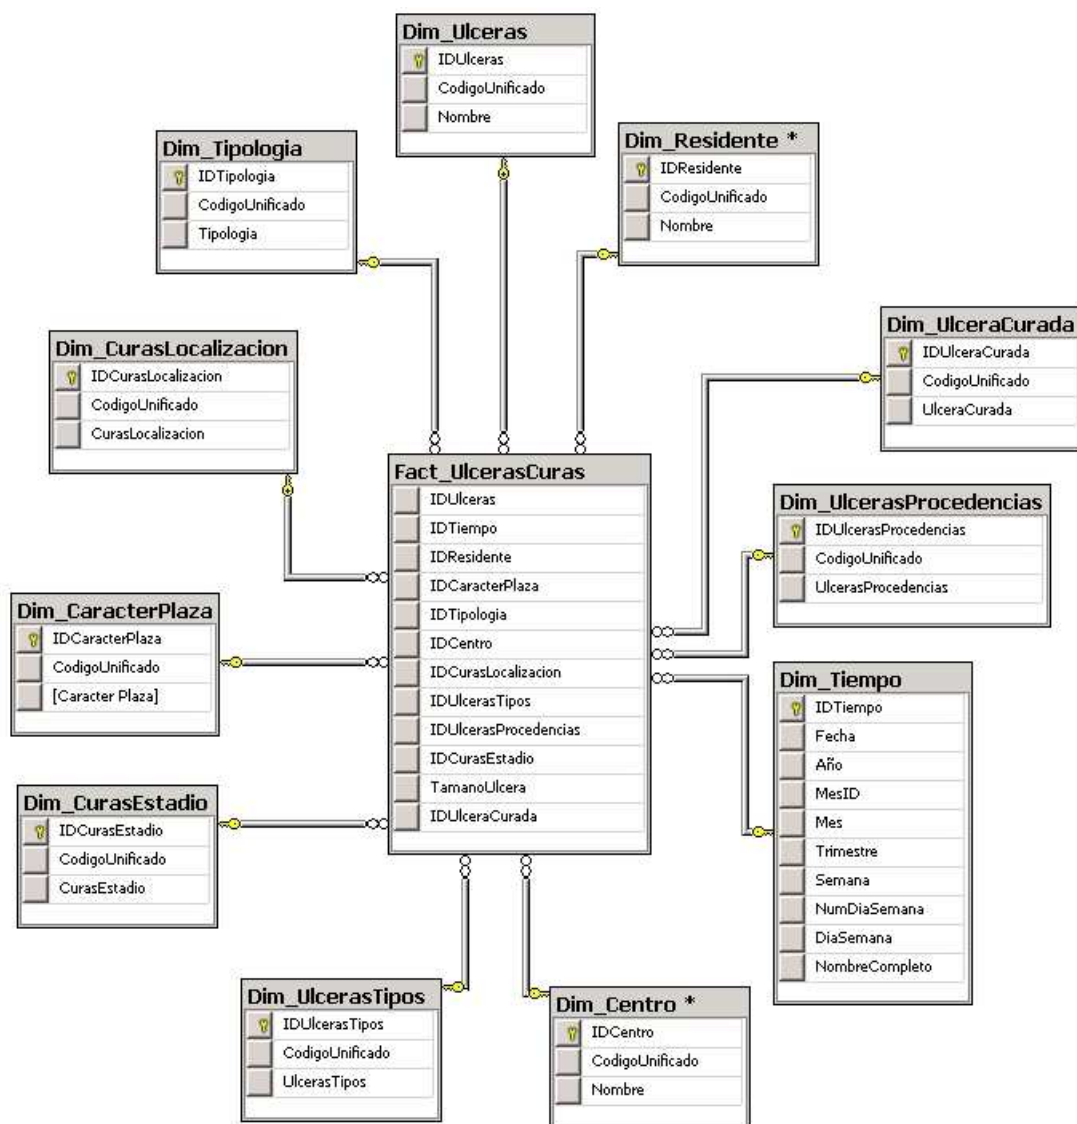 Dim_Ulceras
IDUlceras
CodigoUnificado
Nombre
Dim_Tipologia
IDTipologia
CodigoUnificado
Tipologia
Dim_Residente *
IDResidente
CodigoUnificado
Nombre
Dim_CurasLocalizacion
IDCurasLocalizacion
CodigoUnificado
CurasLocalizacion
Dim_UlceraCurada
IDUlceraCurada
CodigoUnificado
UlceraCurada
Fact_UlcerasCuras
IDUlceras
IDTiempo
IDResidente
IDCaracterPlaza
IDTipologia
IDCentro
IDCurasLocalizacion
IDUlcerasTipos
IDUlcerasProcedencias
IDCurasEstadio
TamanoUlcera
IDUlceraCurada
Dim_UlcerasProcedencias
IDUlcerasProcedencias
CodigoUnificado
UlcerasProcedencias
Dim_CaracterPlaza
IDCaracterPlaza
CodigoUnificado
[Caracter Plaza]
Dim_Tiempo
IDTiempo
Fecha
Año
MesID
Mes
Trimestre
Semana
NumDiaSemana
DiaSemana
NombreCompleto
Dim_CurasEstadio
IDCurasEstadio
CodigoUnificado
CurasEstadio
Dim_UlcerasTipos
IDUlcerasTipos
CodigoUnificado
UlcerasTipos
Dim_Centro *
IDCentro
CodigoUnificado
Nombre